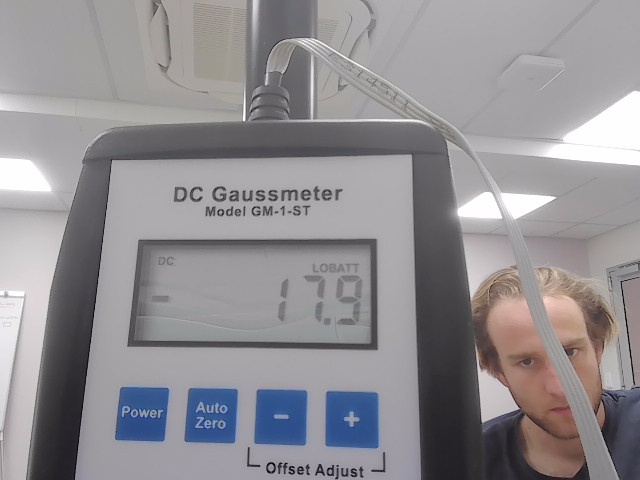 DC Gaussmeter
Model GM-1-ST
DC
LOBATT
- 17.9
Power
Auto
Zero
-
+
Offset Adjust